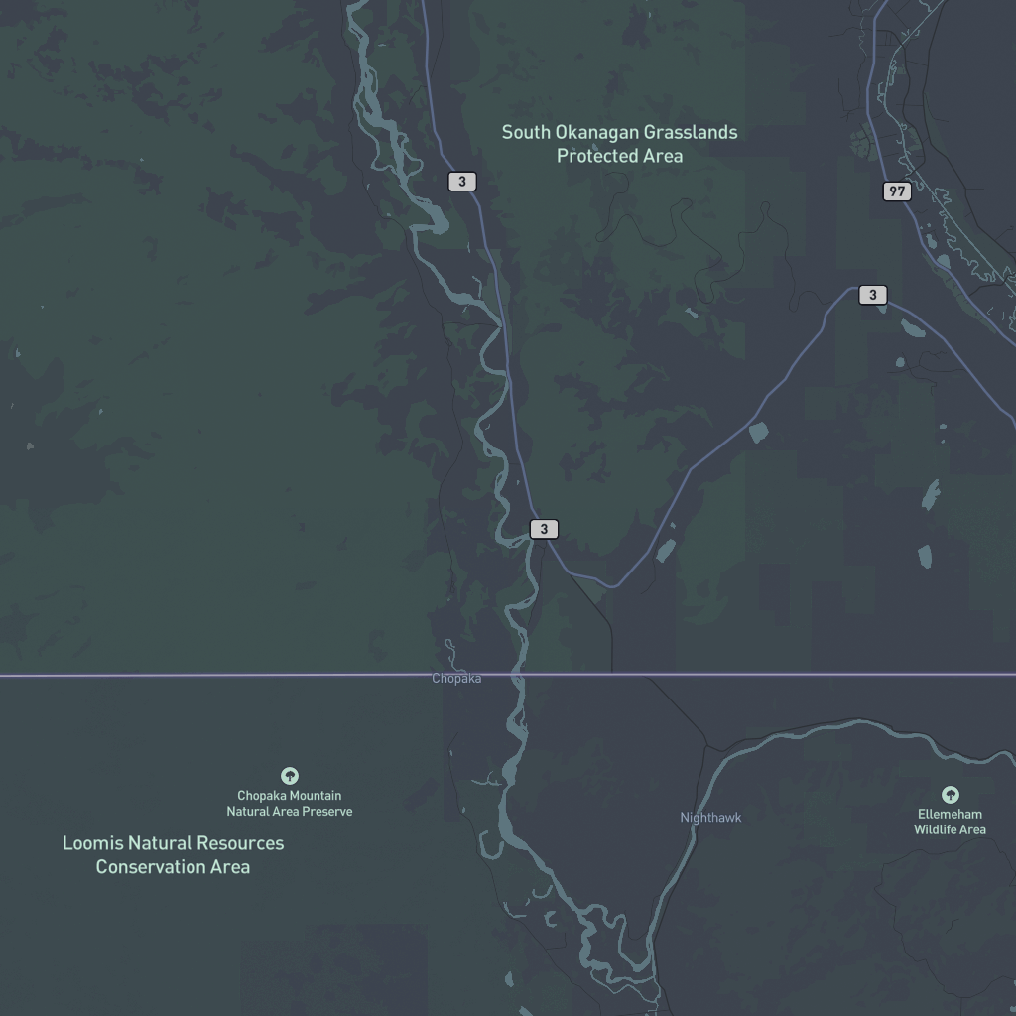 South Okanagan Grasslands
Protected Area
3
97
3
3
Chopaka
Chopaka Mountain
Natural Area Preserve
Nighthawk
Ellemeham
Wildlife Area
Loomis Natural Resources
Conservation Area